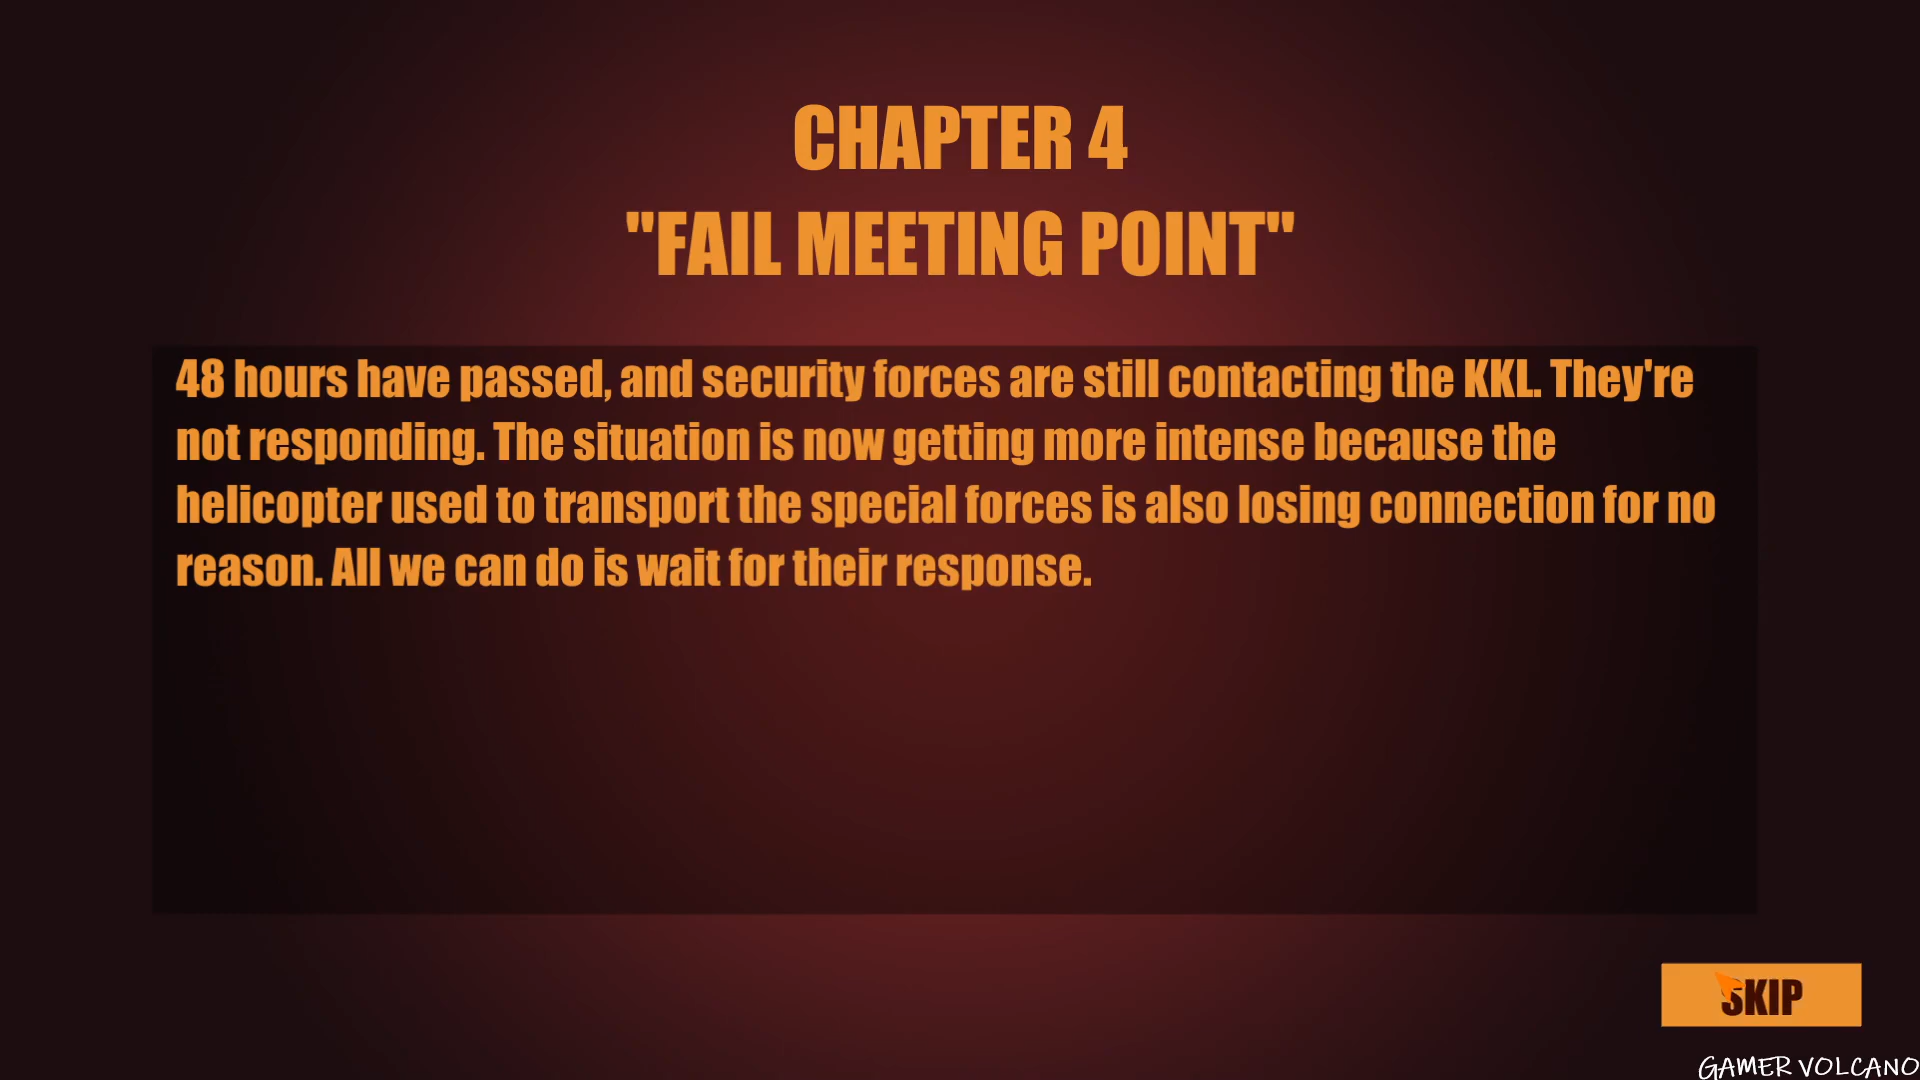 CHAPTER 4
"FAIL MEETING POINT"
48 hours have passed, and security forces are still contacting the KKL. They're
not responding. The situation is now getting more intense because the
helicopter used to transport the special forces is also losing connection for no
reason. All we can do is wait for their response.
SKIP
GAMER VOLCANO